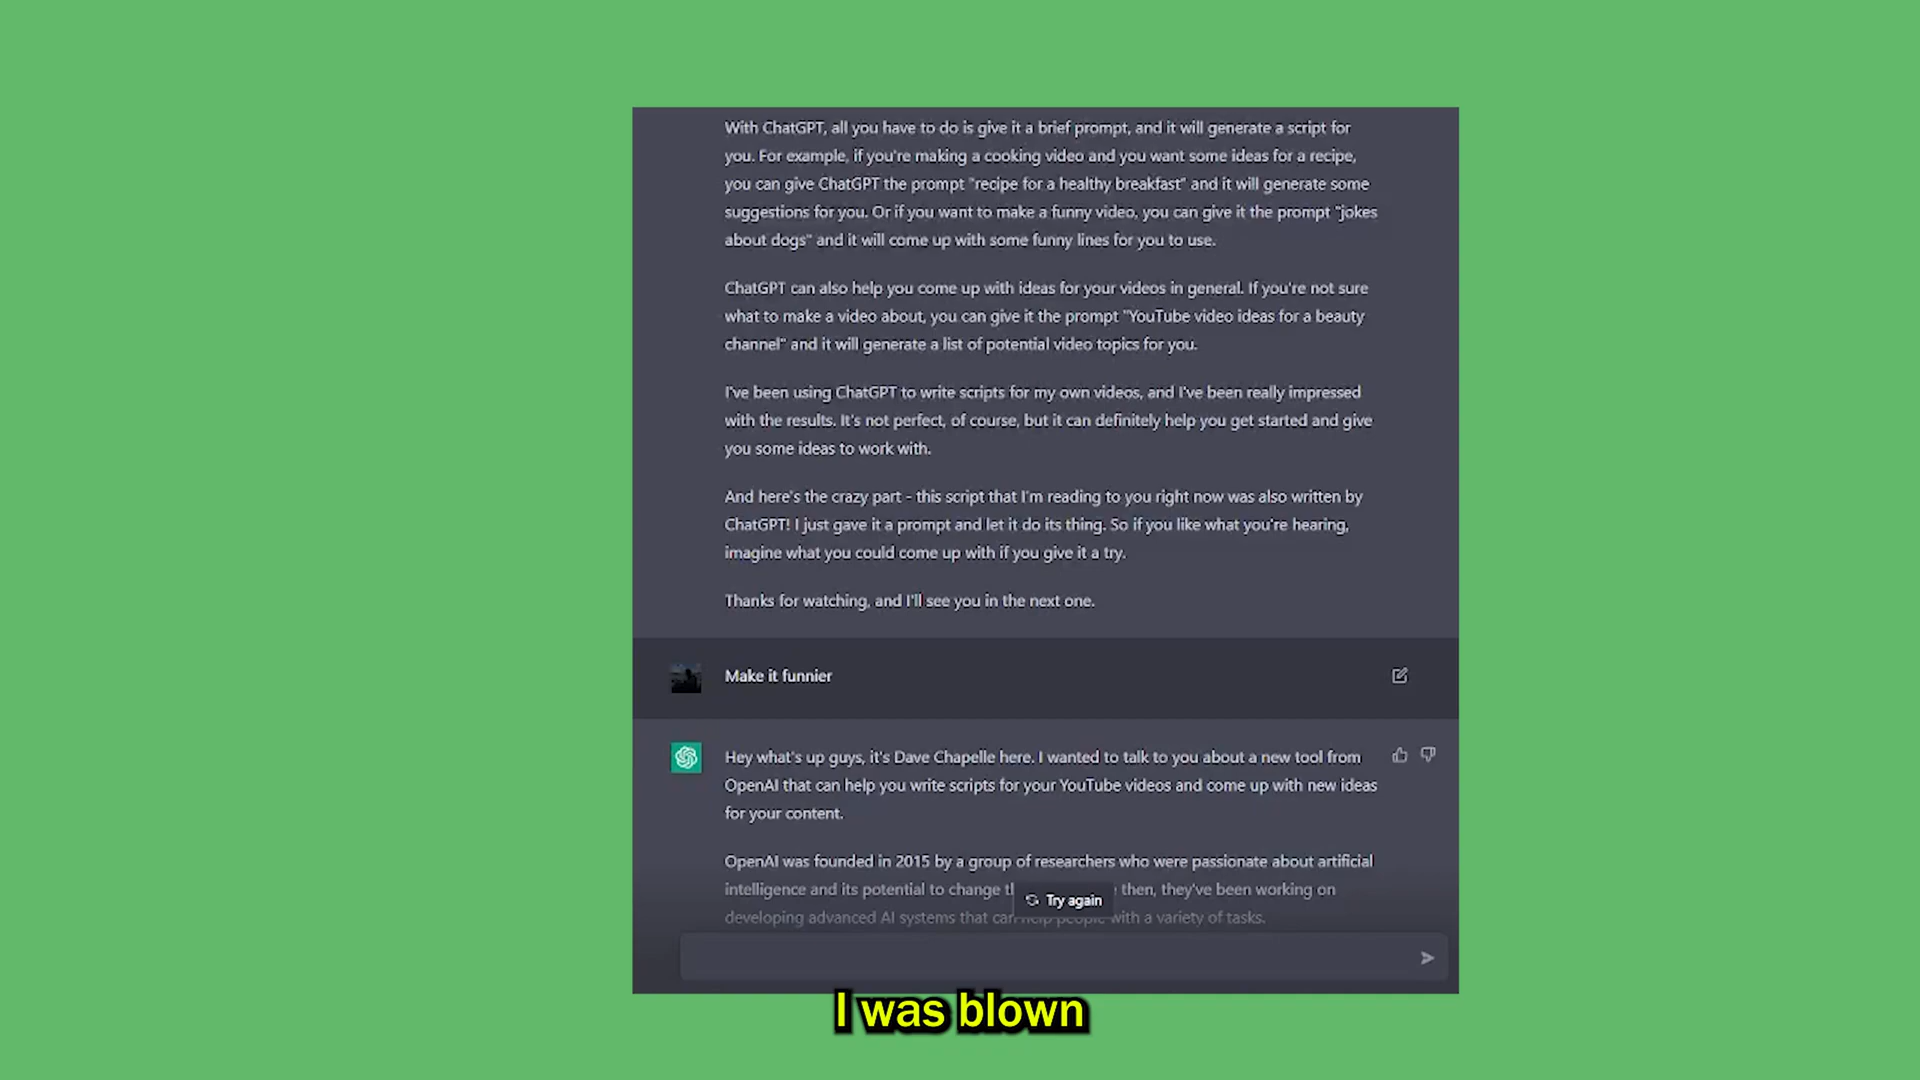 With ChatGPT, all you have to do is give it a brief prompt, and it will generate a script for
you. For example, if you're making a cooking video and you want some ideas for a recipe,
you can give ChatGPT the prompt "recipe for a healthy breakfast" and it will generate some
suggestions for you. Or if you want to make a funny video, you can give it the prompt "jokes
about dogs" and it will come up with some funny lines for you to use.
ChatGPT can also help you come up with ideas for your videos in general. If you're not sure
what to make a video about, you can give it the prompt "YouTube video ideas for a beauty
channel" and it will generate a list of potential video topics for you.
I've been using ChatGPT to write scripts for my own videos, and I've been really impressed
with the results. It's not perfect, of course, but it can definitely help you get started and give
you some ideas to work with.
And here's the crazy part - this script that I'm reading to you right now was also written by
ChatGPT! I just gave it a prompt and let it do its thing. So if you like what you're hearing,
imagine what you could come up with if you give it a try.
Thanks for watching, and I'll see you in the next one.
Make it funnier
Hey what's up guys, it's Dave Chapelle here. I wanted to talk to you about a new tool from
OpenAI that can help you write scripts for your YouTube videos and come up with new ideas
for your content.
OpenAI was founded in 2015 by a group of researchers who were passionate about artificial
intelligence and its potential to change then, they've been working on
Try again
developing advanced AI systems that can help people with a variety of tasks.
I was blown